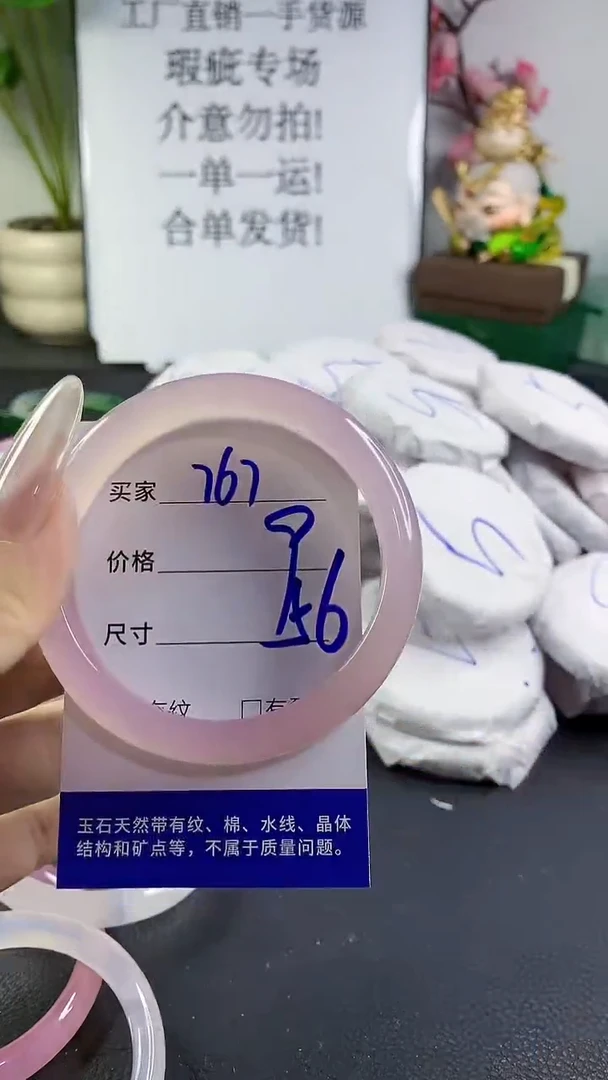 工厂直销一手货源
瑕疵专场
介意勿拍!
一单一运!
合单发货!
买家 767
价格
尺寸 56
玉石天然带有纹、棉、水线、晶体
结构和矿点等，不属于质量问题。